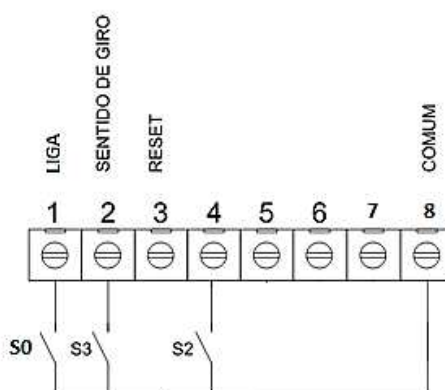 LIGA
SENTIDO DE GIRO
RESET
COMUM
1 2 3 4 5 6 7 8
S0 S3 S2